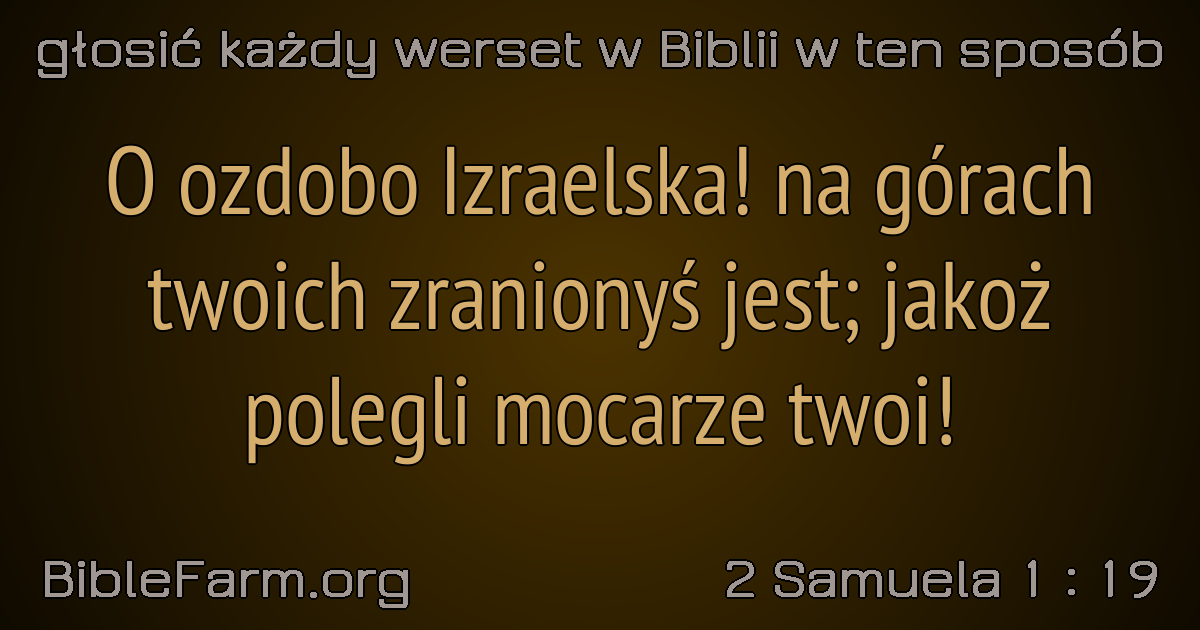 głosić każdy werset w Biblii w ten sposób
O ozdobo Izraelska! na górach
twoich zranionyś jest; jakoż
polegli mocarze twoi!
BibleFarm.org
2 Samuela 1 : 19